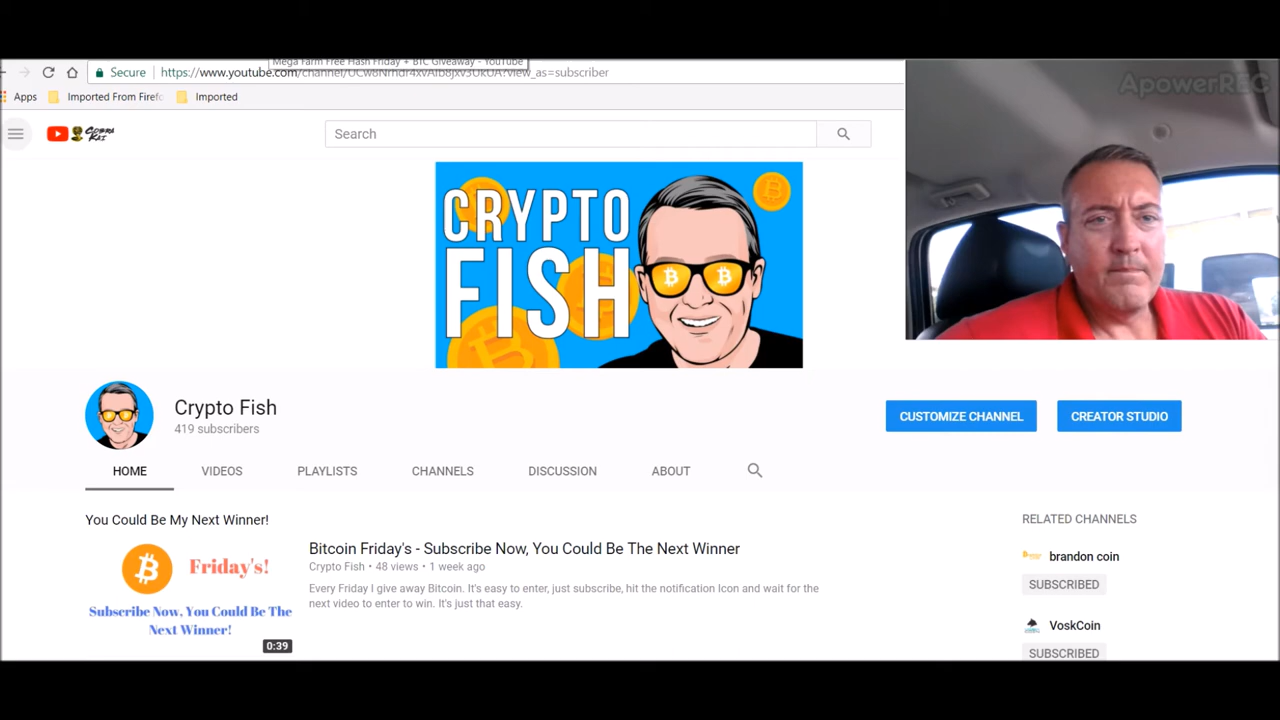 Mega Farm Free Hash Friday + BTC Giveaway - YouTube
Secure
https://www.youtube.com/channel/
?view_as=subscriber
Apps
Imported From Firefo
Imported
COBRA KAI
Search
ApowerREC
CRYPTO
FISH
Crypto Fish
419 subscribers
CUSTOMIZE CHANNEL
CREATOR STUDIO
HOME
VIDEOS
PLAYLISTS
CHANNELS
DISCUSSION
ABOUT
You Could Be My Next Winner!
RELATED CHANNELS
Friday's!
Subscribe Now, You Could Be The
Next Winner!
0:39
Bitcoin Friday's - Subscribe Now, You Could Be The Next Winner
Crypto Fish • 48 views • 1 week ago
Every Friday I give away Bitcoin. It's easy to enter, just subscribe, hit the notification Icon and wait for the
next video to enter to win. It's just that easy.
brandon coin
SUBSCRIBED
VoskCoin
SUBSCRIBED